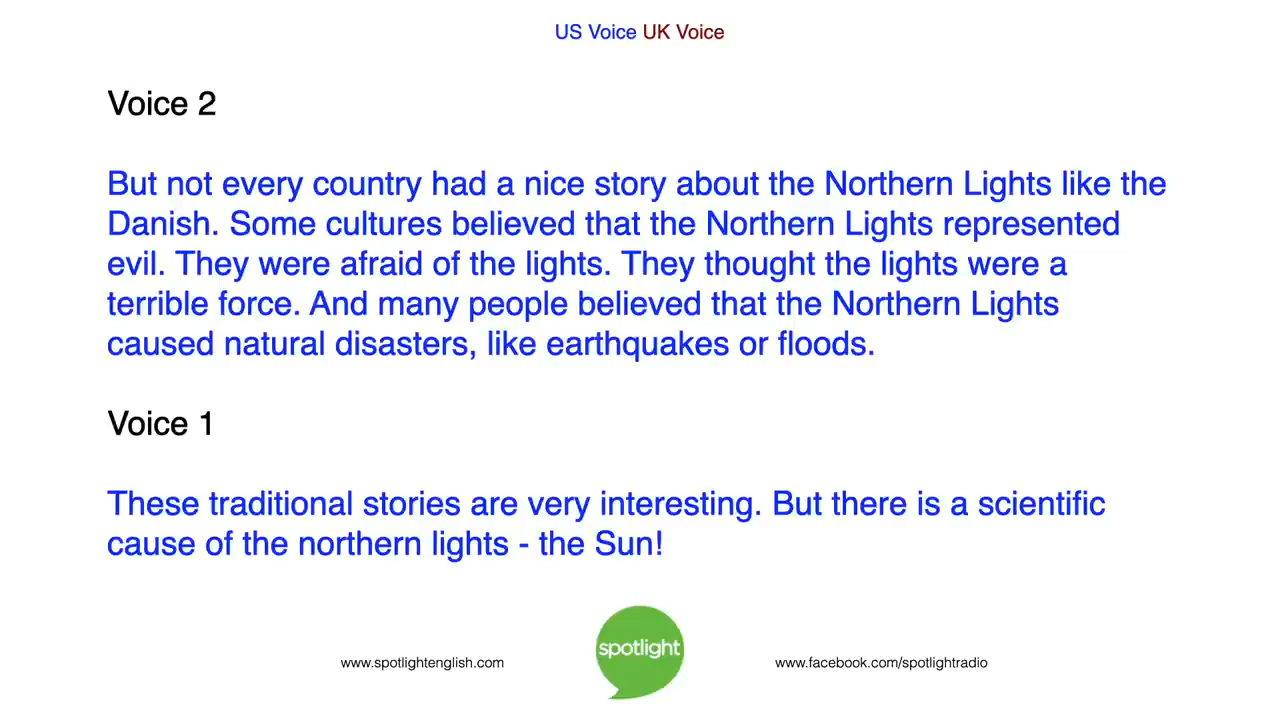 US Voice UK Voice
Voice 2
But not every country had a nice story about the Northern Lights like the
Danish. Some cultures believed that the Northern Lights represented
evil. They were afraid of the lights. They thought the lights were a
terrible force. And many people believed that the Northern Lights
caused natural disasters, like earthquakes or floods.
Voice 1
These traditional stories are very interesting. But there is a scientific
cause of the northern lights - the Sun!
spotlight
www.spotlightenglish.com
www.facebook.com/spotlightradio